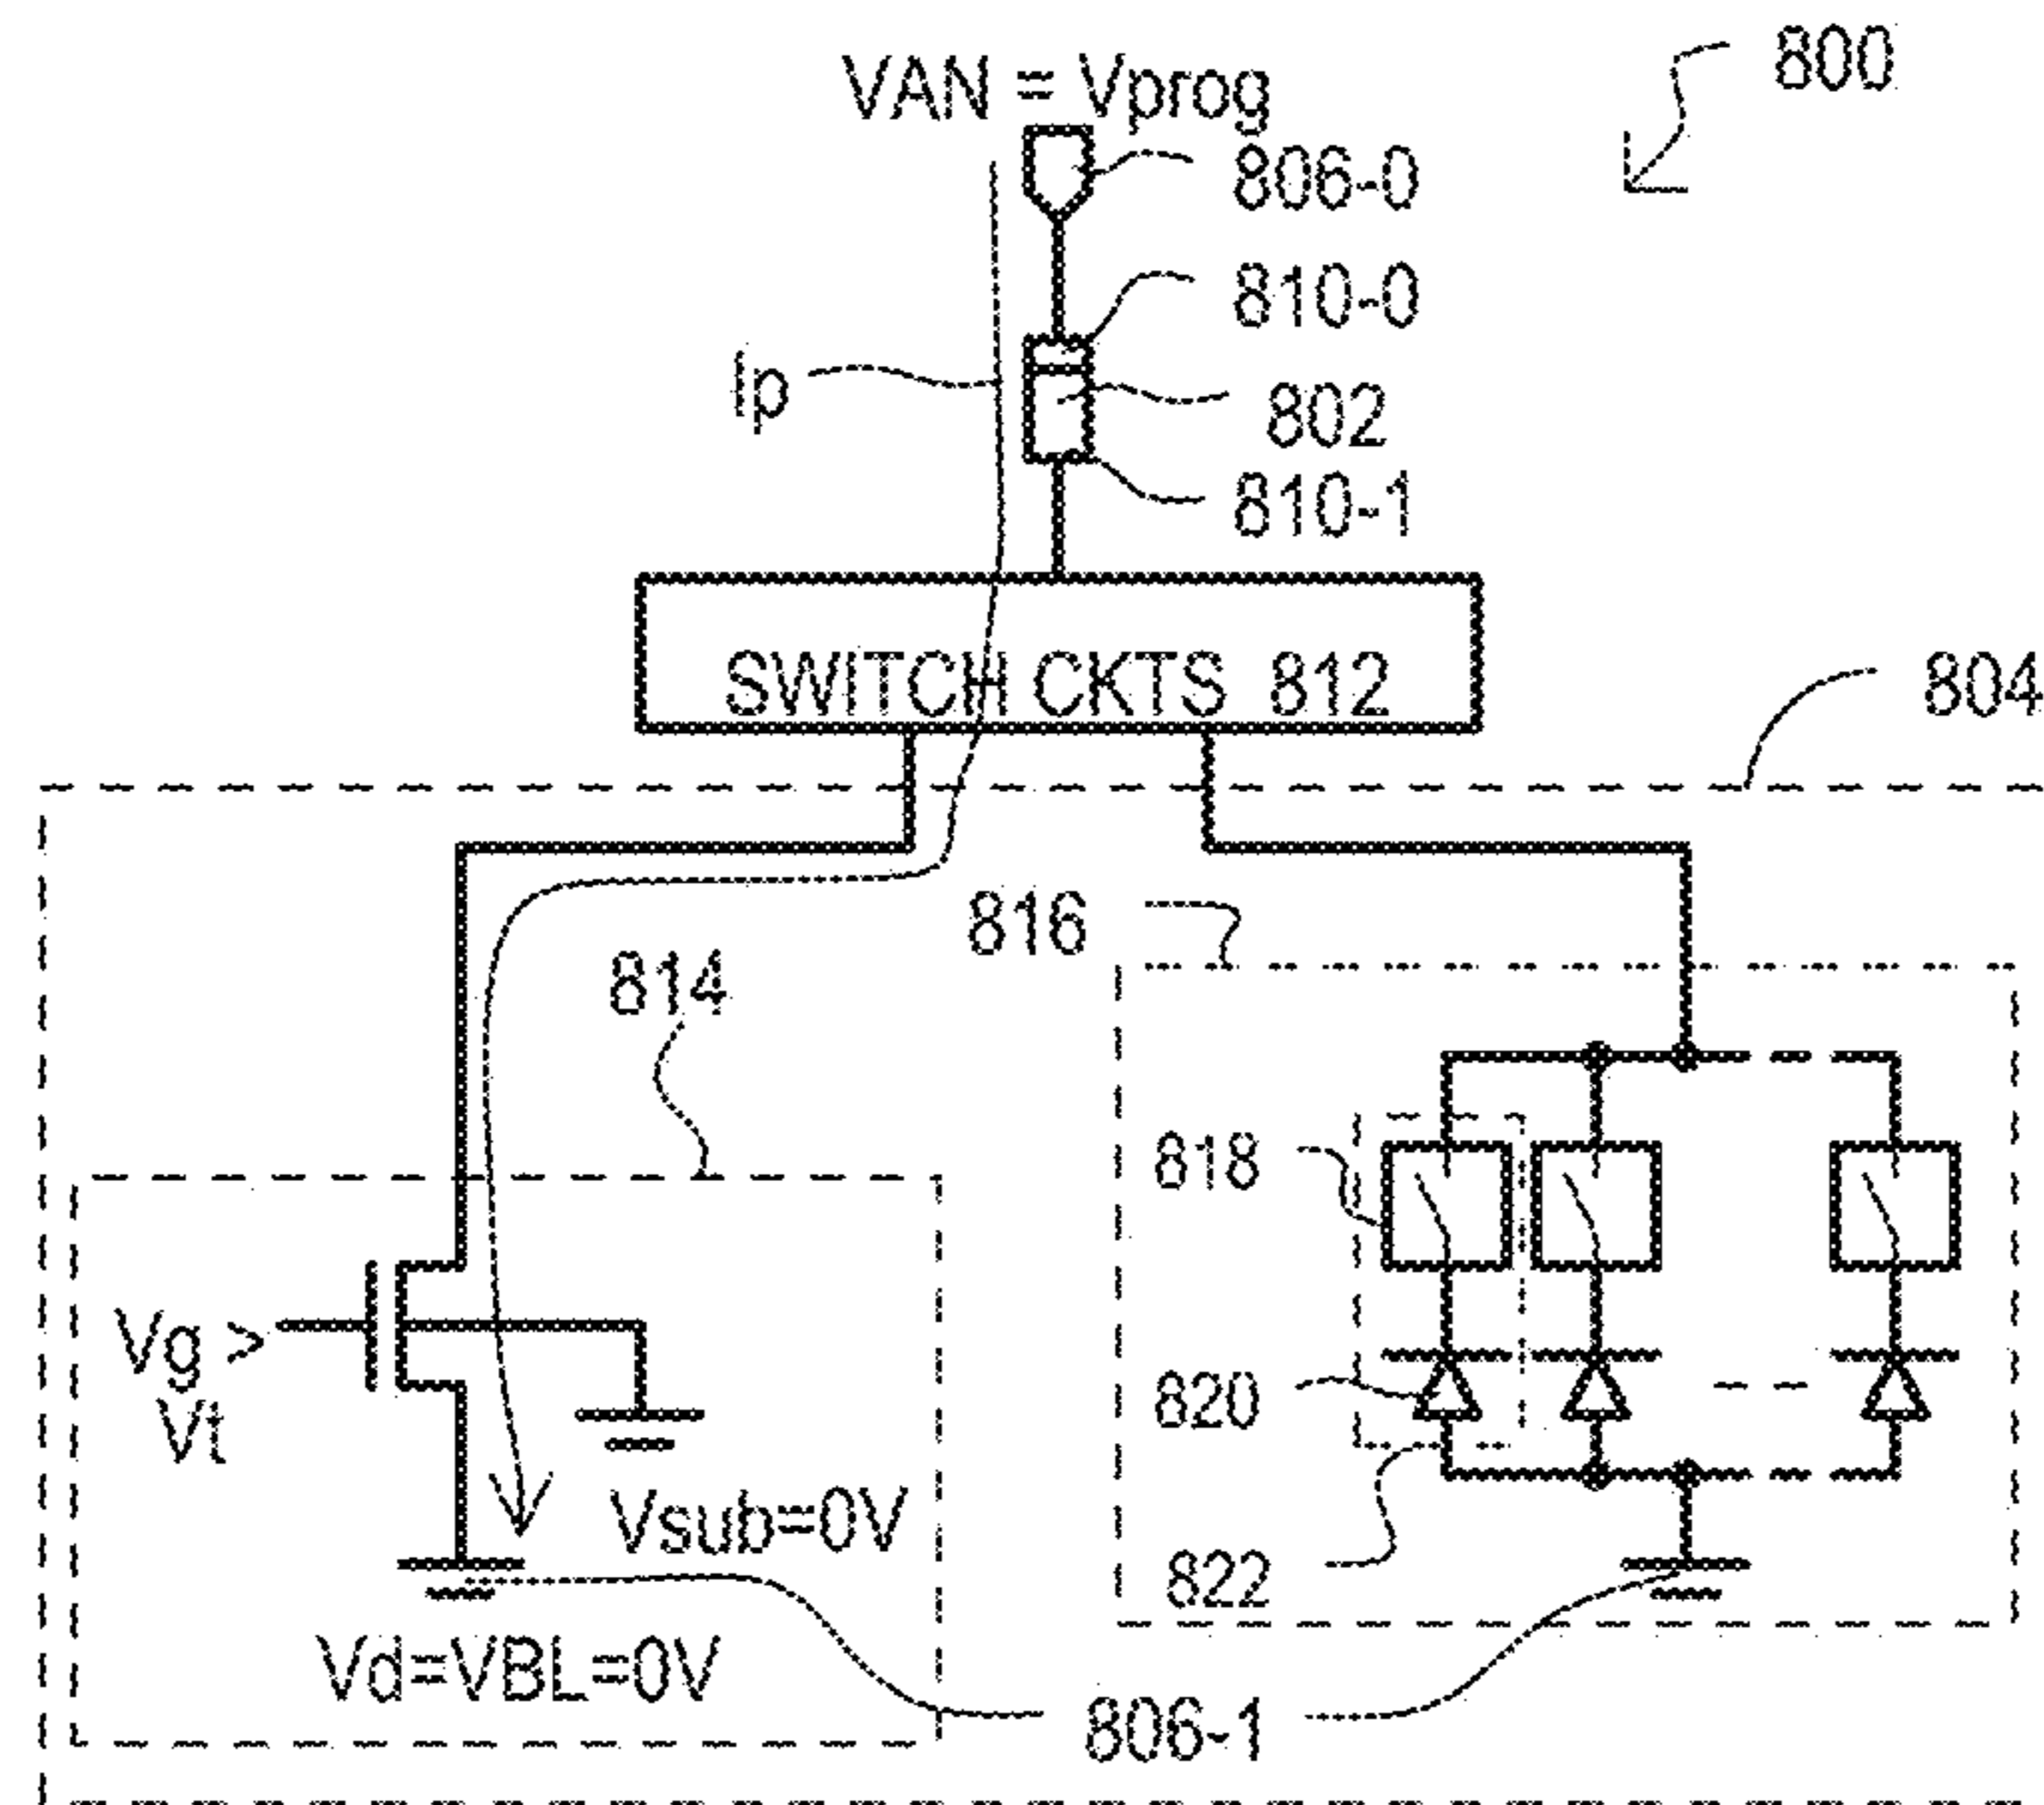 800
VAN = Vprog
806-0
810-0
Ip
802
810-1
SWITCH CKTS 812
804
816
814
818
Vg >
Vt
820
Vsub=0V
822
Vd=VBL=0V
806-1